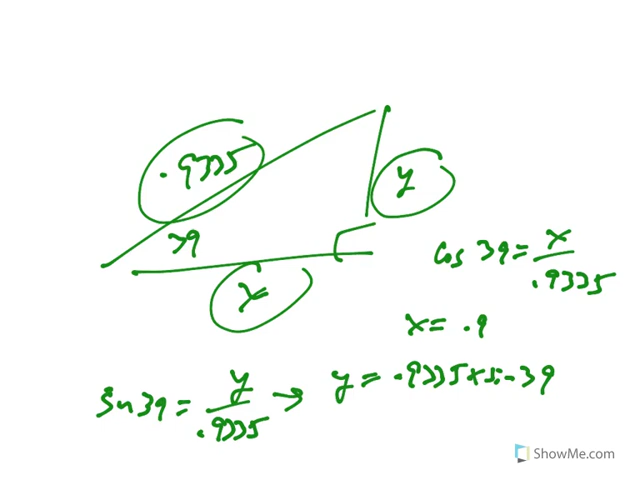 .9335
y
39
x
cos 39 = x / .9335
x = .9
sin 39 = y / .9335 → y = .9335 × sin 39
ShowMe.com